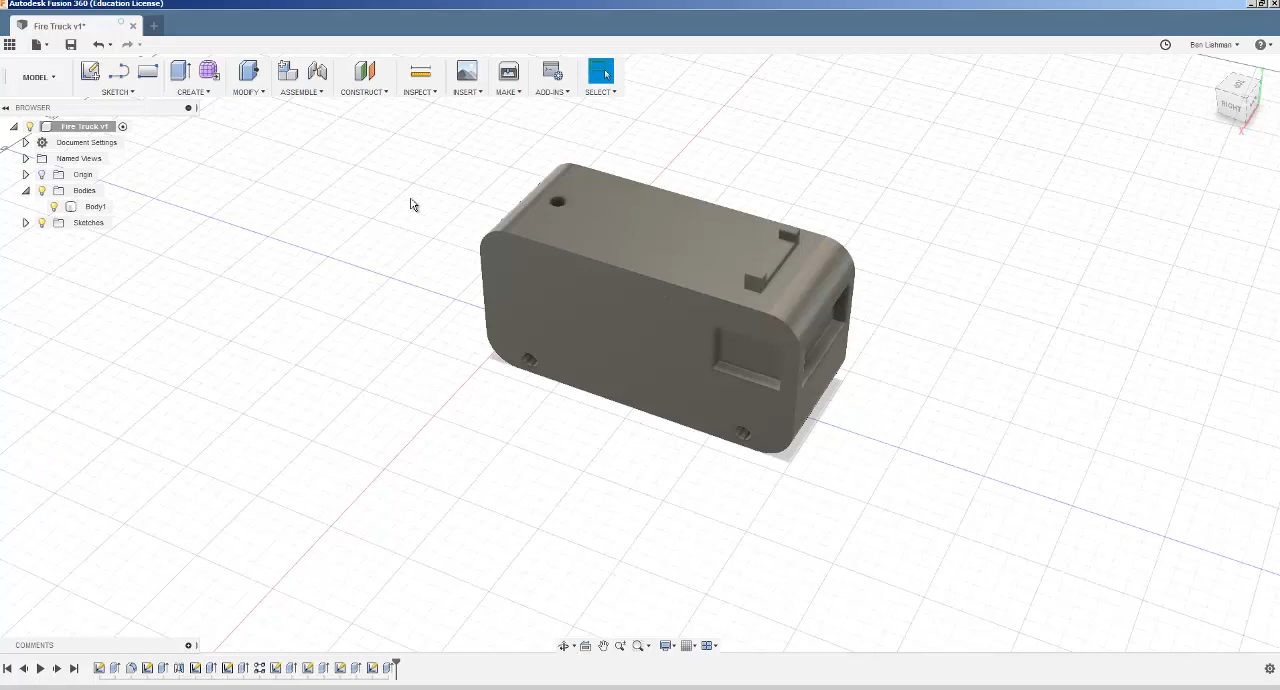 Autodesk Fusion 360 (Education License)
Fire Truck v1*
Ben Lishman
MODEL
SKETCH
CREATE
MODIFY
ASSEMBLE
CONSTRUCT
INSPECT
INSERT
MAKE
ADD-INS
SELECT
BROWSER
Fire Truck v1
Document Settings
Named Views
Origin
Bodies
Body1
Sketches
RIGHT
COMMENTS